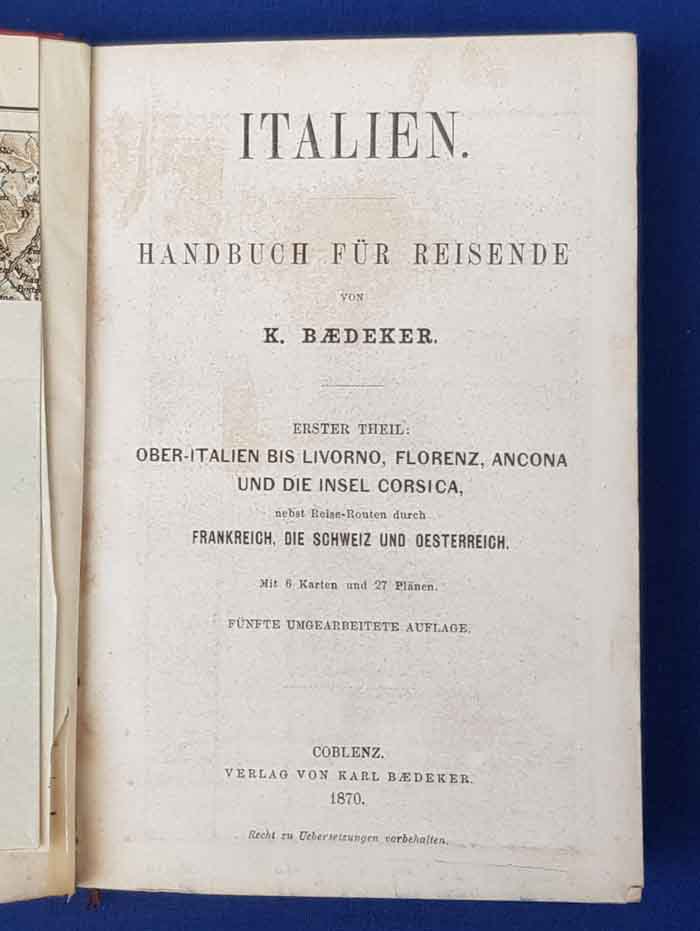 ITALIEN.
HANDBUCH FÜR REISENDE
VON
K. BÆDEKER.
ERSTER THEIL:
OBER-ITALIEN BIS LIVORNO, FLORENZ, ANCONA
UND DIE INSEL CORSICA,
nebst Reise-Routen durch
FRANKREICH, DIE SCHWEIZ UND OESTERREICH.
Mit 6 Karten und 27 Plänen.
FÜNFTE UMGEARBEITETE AUFLAGE.
COBLENZ.
VERLAG VON KARL BÆDEKER.
1870.
Recht zu Uebersetzungen vorbehalten.